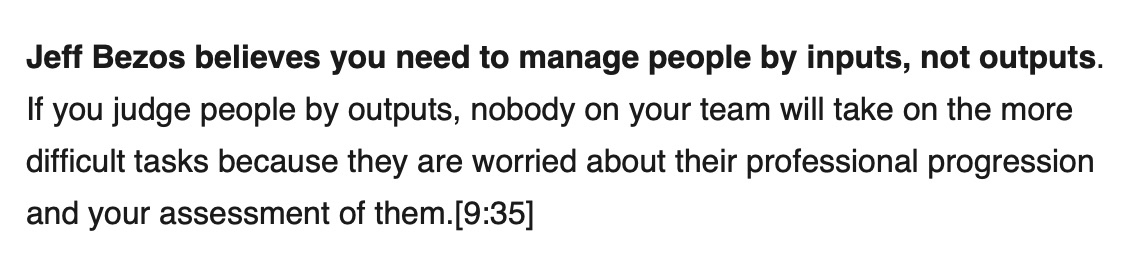 Jeff Bezos believes you need to manage people by inputs, not outputs.
If you judge people by outputs, nobody on your team will take on the more
difficult tasks because they are worried about their professional progression
and your assessment of them.[9:35]